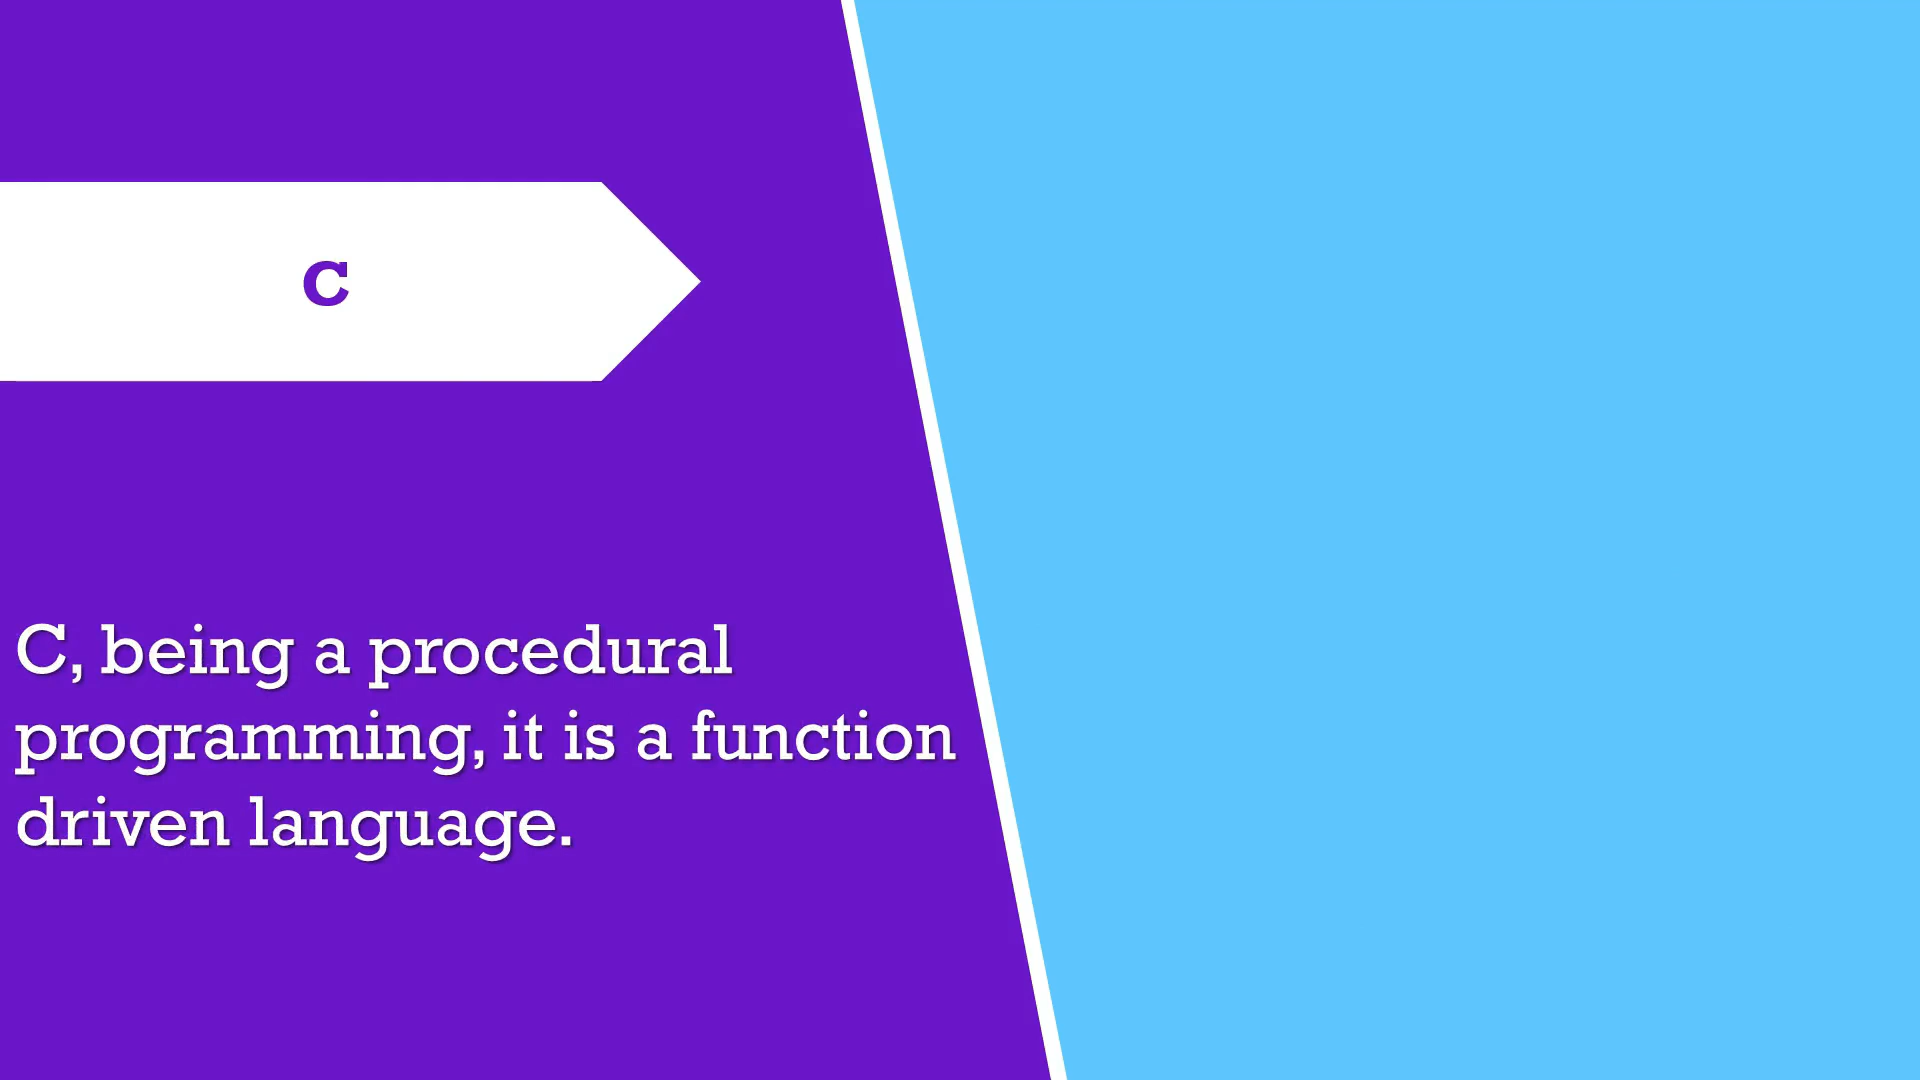 C
C, being a procedural
programming, it is a function
driven language.